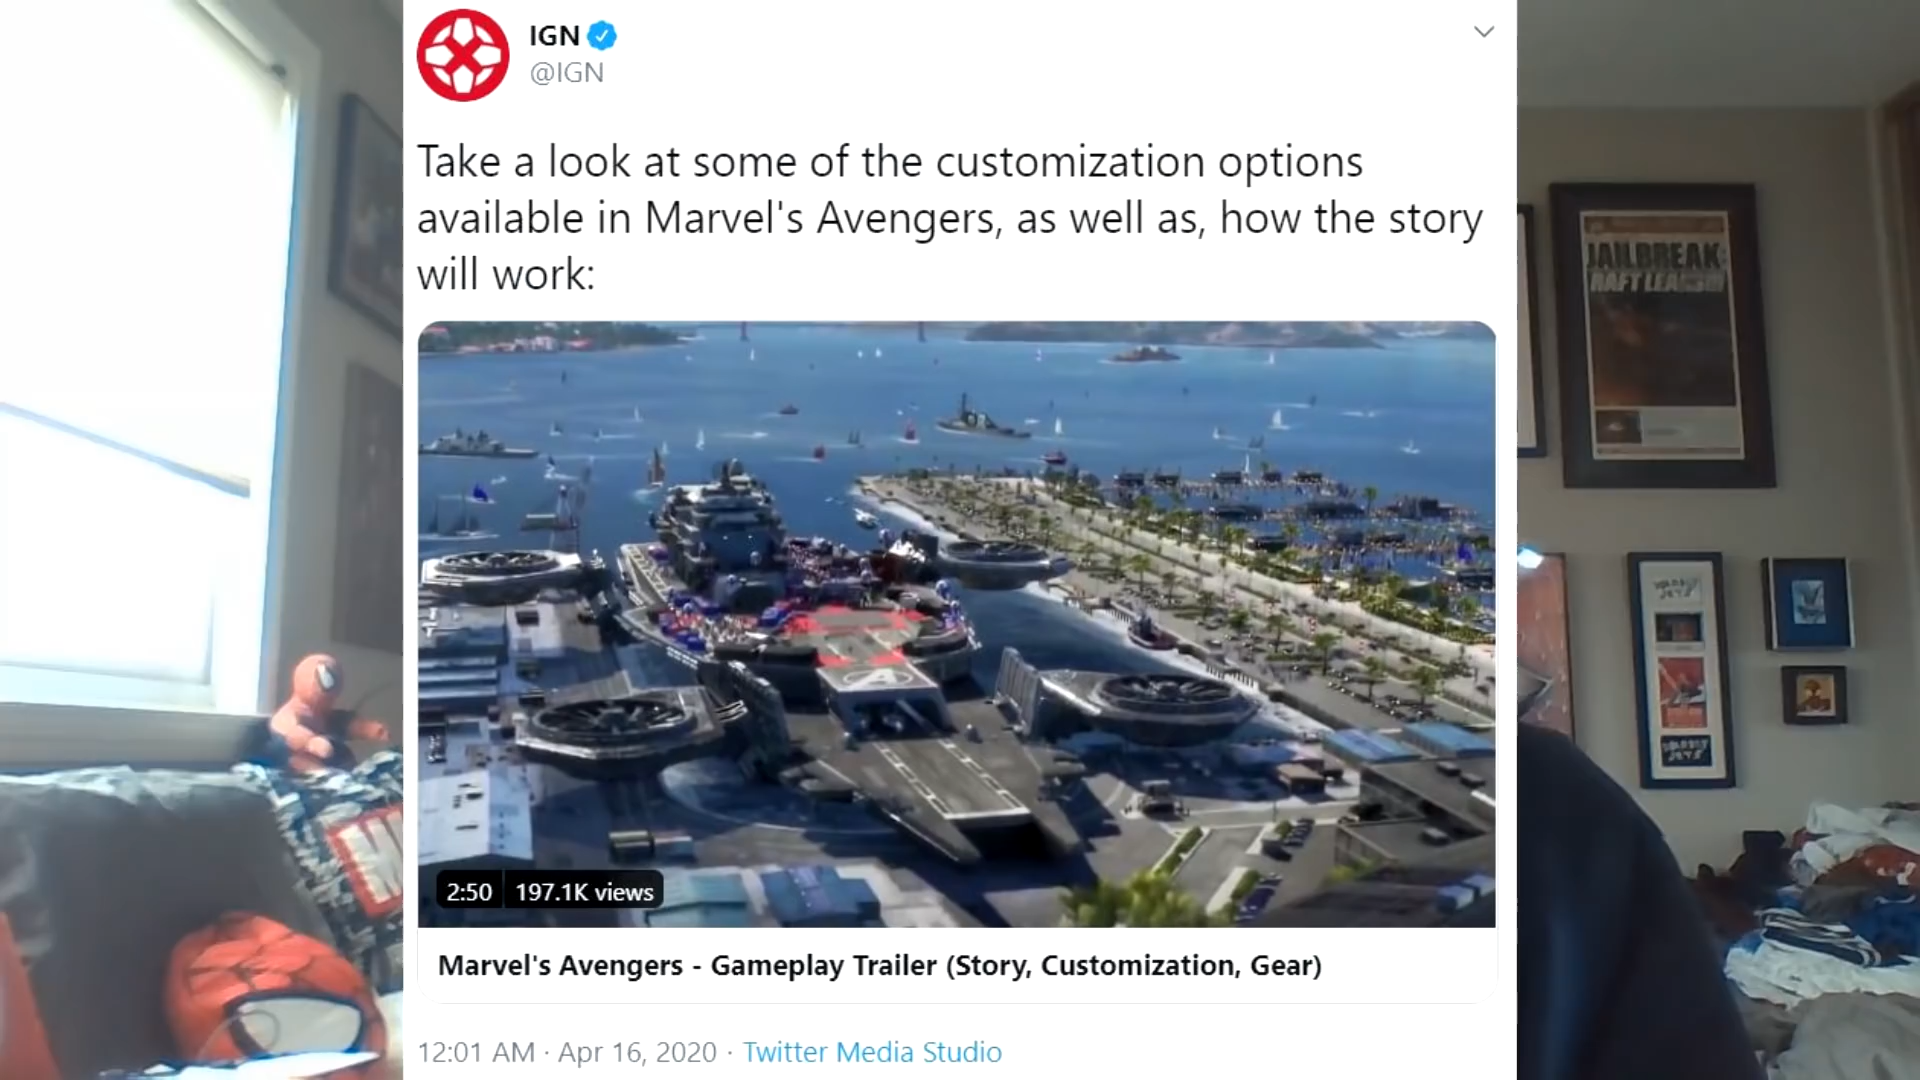 IGN
@IGN
Take a look at some of the customization options
available in Marvel's Avengers, as well as, how the story
will work:
2:50 197.1K views
Marvel's Avengers - Gameplay Trailer (Story, Customization, Gear)
12:01 AM · Apr 16, 2020 · Twitter Media Studio
JAILBREAK